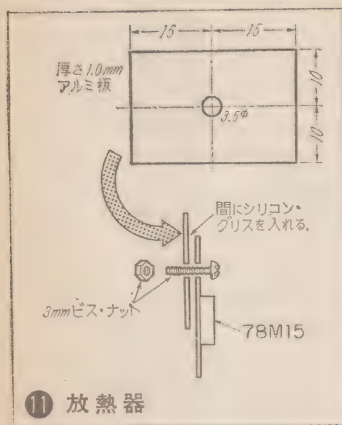 15 15
厚さ1.0mm
アルミ板
10
3.5φ
10
間にシリコン・
グリスを入れる。
3mmビス・ナット
78M15
11 放熱器